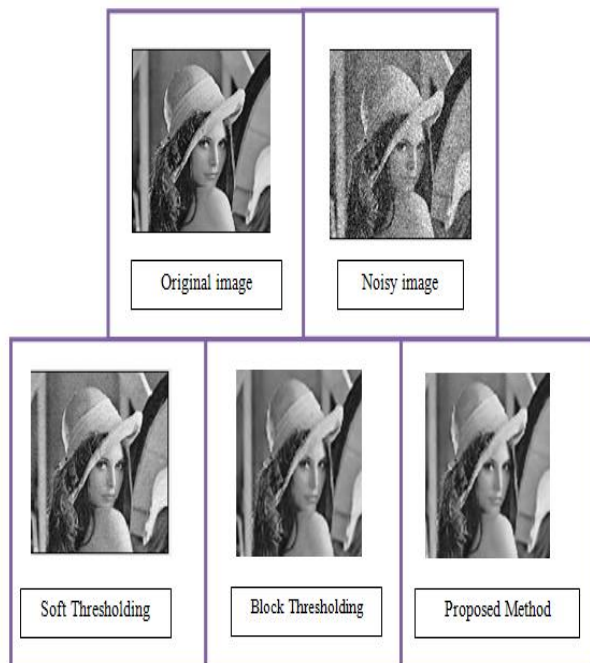 Original image
Noisy image
Soft Thresholding
Block Thresholding
Proposed Method